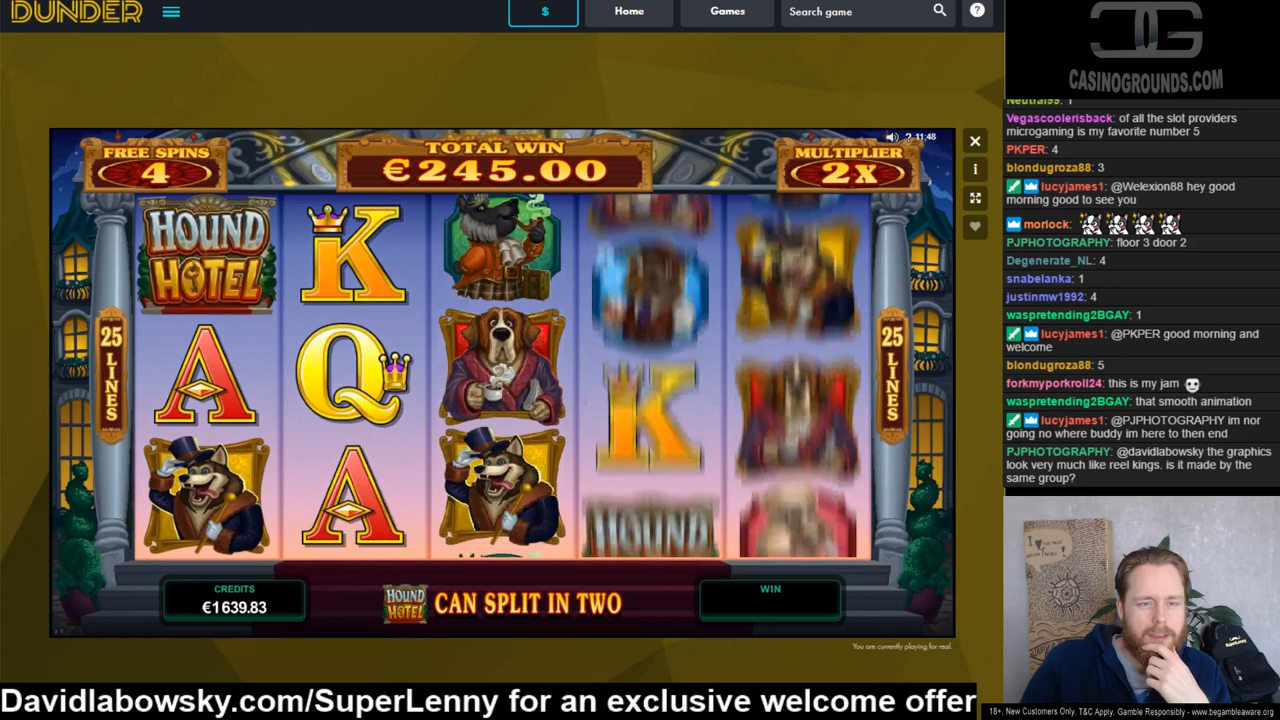 DUNDER
$
Home
Games
Search game
?
CG
CASINOGROUNDS.COM
FREE SPINS
4
TOTAL WIN
€245.00
MULTIPLIER
2X
? 11:48
i
HOUND
HOTEL
K
A
Q
A
K
HOUND
25
LINES
25
LINES
CREDITS
€1639.83
HOUND
HOTEL
CAN SPLIT IN TWO
WIN
You are currently playing for real.
Neutral99: 1
Vegascoolerisback: of all the slot providers
microgaming is my favorite number 5
PKPER: 4
blondugroza88: 3
lucyjames1: @Welexion88 hey good
morning good to see you
morlock:
PJPHOTOGRAPHY: floor 3 door 2
Degenerate_NL: 4
snabelanka: 1
justinmw1992: 4
waspretending2BGAY: 1
lucyjames1: @PKPER good morning and
welcome
blondugroza88: 5
forkmyporkroll24: this is my jam
waspretending2BGAY: that smooth animation
lucyjames1: @PJPHOTOGRAPHY im nor
going no where buddy im here to then end
PJPHOTOGRAPHY: @davidlabowsky the graphics
look very much like reel kings. is it made by the
same group?
Davidlabowsky.com/SuperLenny for an exclusive welcome offer
18+, New Customers Only, T&C Apply. Gamble Responsibly - www.begambleaware.org